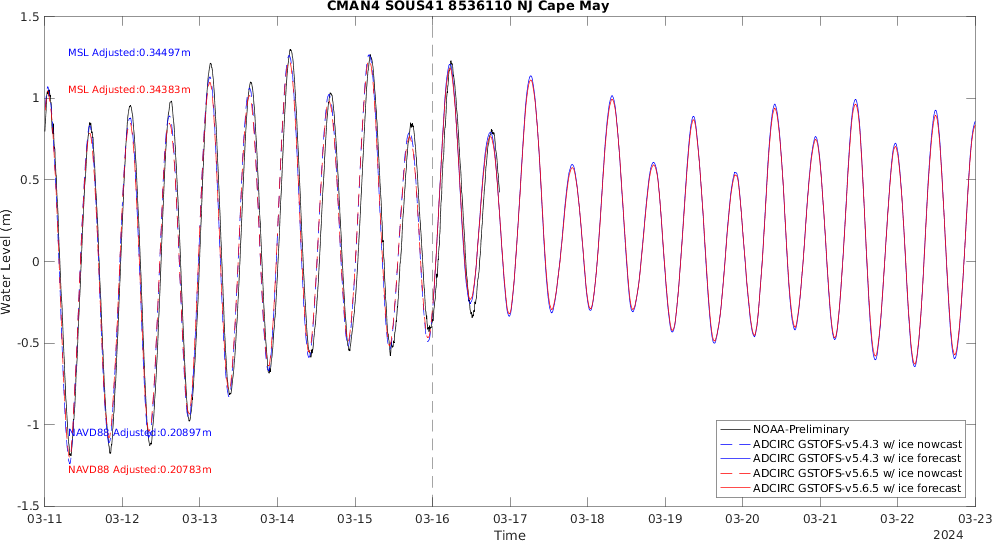 CMAN4 SOUS41 8536110 NJ Cape May
1.5
MSL Adjusted:0.34497m
MSL Adjusted:0.34383m
1
0.5
0
-0.5
-1
-1.5
Water Level (m)
NAVD88 Adjusted:0.20897m
NAVD88 Adjusted:0.20783m
NOAA-Preliminary
ADCIRC GSTOFS-v5.4.3 w/ ice nowcast
ADCIRC GSTOFS-v5.4.3 w/ ice forecast
ADCIRC GSTOFS-v5.6.5 w/ ice nowcast
ADCIRC GSTOFS-v5.6.5 w/ ice forecast
03-11 03-12 03-13 03-14 03-15 03-16 03-17 03-18 03-19 03-20 03-21 03-22 03-23
Time
2024